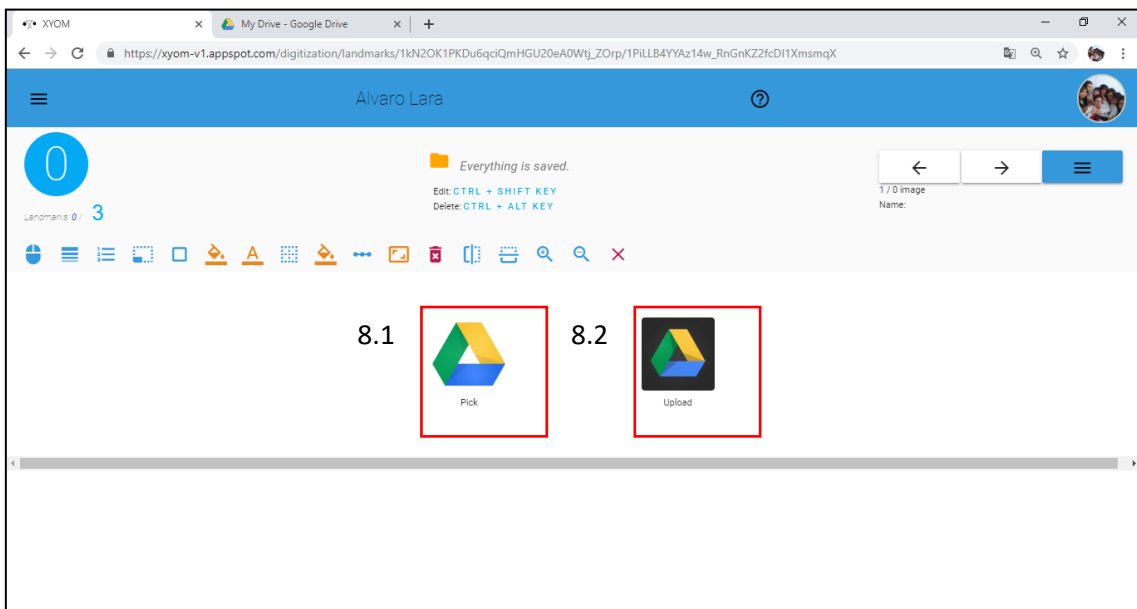 XYOM
My Drive - Google Drive
https://xyom-v1.appspot.com/digitization/landmarks/1kN2OK1PKDu6qciQmHGU20eA0Wtj_ZOrp/1PiLLB4YYAz14w_RnGnKZ2fcDI1XmsmqX
Alvaro Lara
0
Landmarks: 0 / 3
Everything is saved.
Edit: CTRL + SHIFT KEY
Delete: CTRL + ALT KEY
1 / 0 image
Name:
8.1
Pick
8.2
Upload